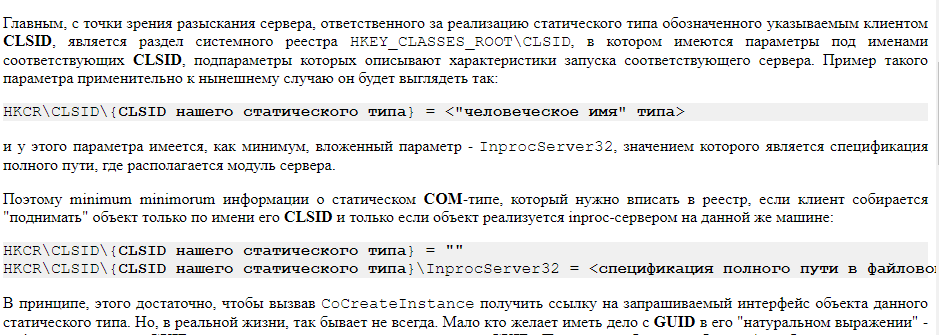 Главным, с точки зрения разыскания сервера, ответственного за реализацию статического типа обозначенного указываемым клиентом
CLSID, является раздел системного реестра HKEY_CLASSES_ROOT\CLSID, в котором имеются параметры под именами
соответствующих CLSID, подпараметры которых описывают характеристики запуска соответствующего сервера. Пример такого
параметра применительно к нынешнему случаю он будет выглядеть так:
HKCR\CLSID\{CLSID нашего статического типа} = <"человеческое имя" типа>
и у этого параметра имеется, как минимум, вложенный параметр - InprocServer32, значением которого является спецификация
полного пути, где располагается модуль сервера.
Поэтому minimum minimorum информации о статическом COM-типе, который нужно вписать в реестр, если клиент собирается
"поднимать" объект только по имени его CLSID и только если объект реализуется inproc-сервером на данной же машине:
HKCR\CLSID\{CLSID нашего статического типа} = ""
HKCR\CLSID\{CLSID нашего статического типа}\InprocServer32 = <спецификация полного пути в файлово
В принципе, этого достаточно, чтобы вызвав CoCreateInstance получить ссылку на запрашиваемый интерфейс объекта данного
статического типа. Но, в реальной жизни, так бывает не всегда. Мало кто желает иметь дело с GUID в его "натуральном выражении" -